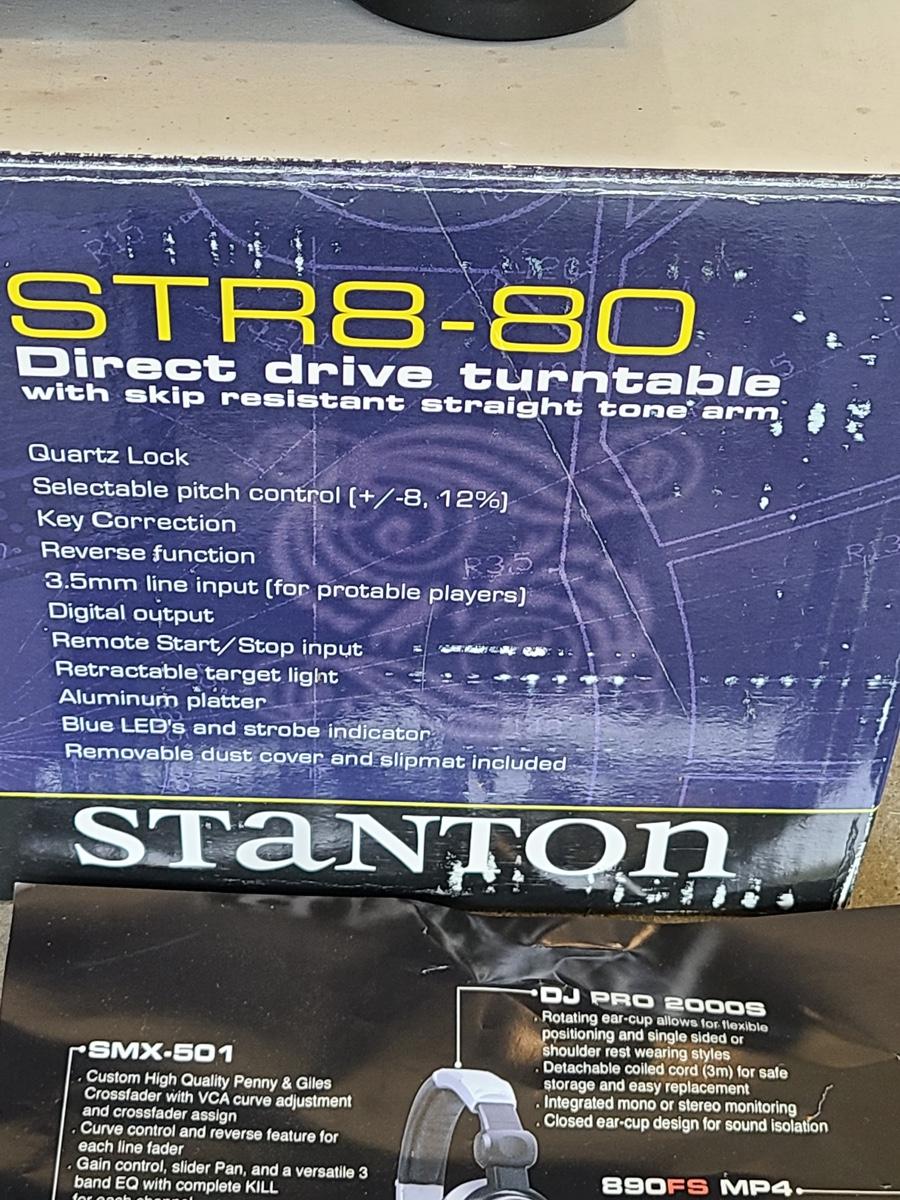 STR8-80
Direct drive turntable
with skip resistant straight tone arm
Quartz Lock
Selectable pitch control (+/-8, 12%)
Key Correction
Reverse function
3.5mm line input (for protable players)
Digital output
Remote Start/Stop input
Retractable target light
Aluminum platter
Blue LED's and strobe indicator
Removable dust cover and slipmat included
R15
R3.5
STaNTOn
DJ PRO 2000S
. Rotating ear-cup allows for flexible
positioning and single sided or
shoulder rest wearing styles
. Detachable coiled cord (3m) for safe
storage and easy replacement
. Integrated mono or stereo monitoring
. Closed ear-cup design for sound isolation
SMX-501
. Custom High Quality Penny & Giles
Crossfader with VCA curve adjustment
and crossfader assign
. Curve control and reverse feature for
each line fader
. Gain control, slider Pan, and a versatile 3
band EQ with complete KILL
for each channel
890FS MP4